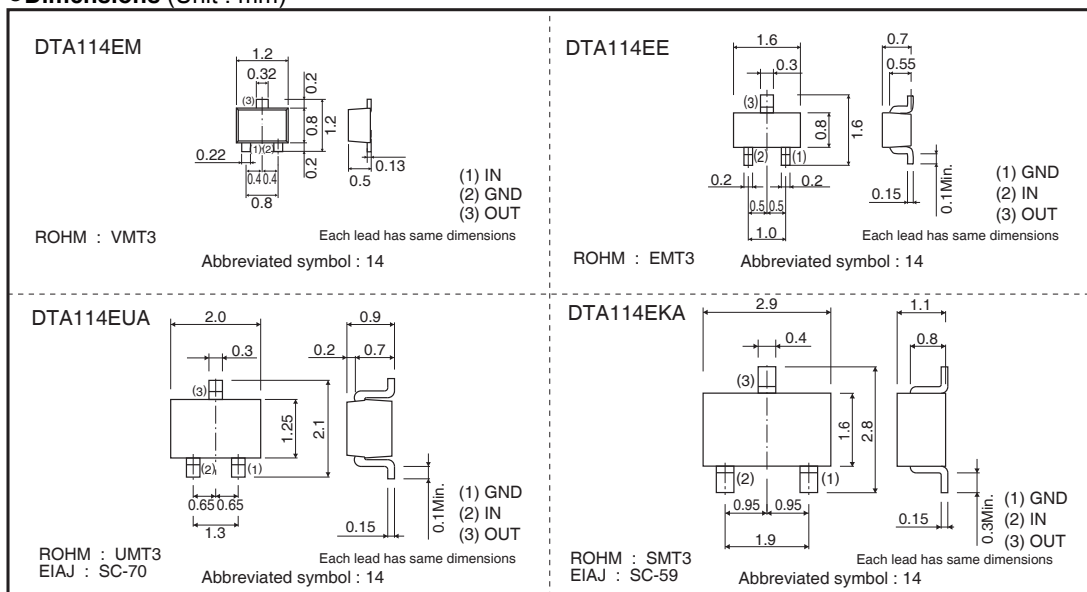 ●Dimensions (Unit : mm)
DTA114EM
1.2
0.32
0.2
(3)
0.8
1.2
(1)(2)
0.22
0.2
0.4 0.4
0.8
0.13
0.5
(1) IN
(2) GND
(3) OUT
ROHM : VMT3
Each lead has same dimensions
Abbreviated symbol : 14
DTA114EE
1.6
0.3
0.7
0.55
(3)
0.8
1.6
(2)
(1)
0.2
0.2
0.5 0.5
1.0
0.15
0.1Min.
(1) GND
(2) IN
(3) OUT
Each lead has same dimensions
ROHM : EMT3
Abbreviated symbol : 14
DTA114EUA
2.0
0.3
0.9
0.2
0.7
(3)
1.25
2.1
(2)
(1)
0.65 0.65
1.3
0.15
0.1Min.
(1) GND
(2) IN
(3) OUT
ROHM : UMT3
EIAJ : SC-70
Each lead has same dimensions
Abbreviated symbol : 14
DTA114EKA
2.9
0.4
1.1
0.8
(3)
1.6
2.8
(2)
(1)
0.95 0.95
1.9
0.15
0.3Min.
(1) GND
(2) IN
(3) OUT
ROHM : SMT3
EIAJ : SC-59
Each lead has same dimensions
Abbreviated symbol : 14